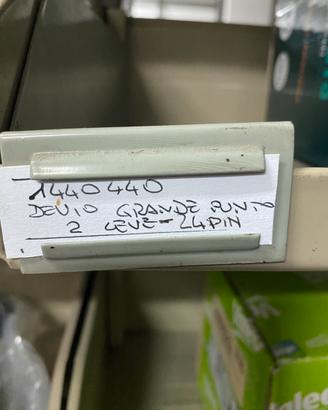 1440440
DEVIO GRANDE PUNTO
2 LEVE - 24PIN